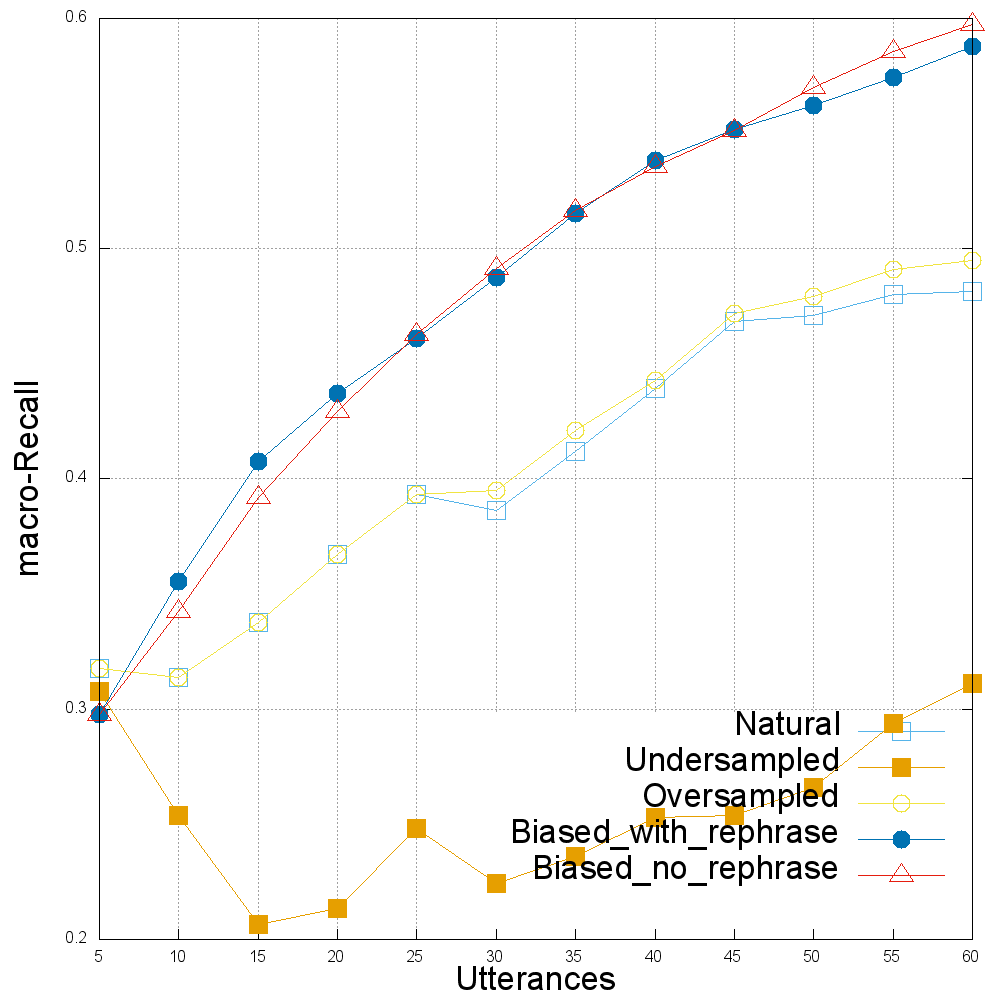 0.6
0.5
0.4
0.3
0.2
macro-Recall
Natural
Undersampled
Oversampled
Biased_with_rephrase
Biased_no_rephrase
5 10 15 20 25 30 35 40 45 50 55 60
Utterances